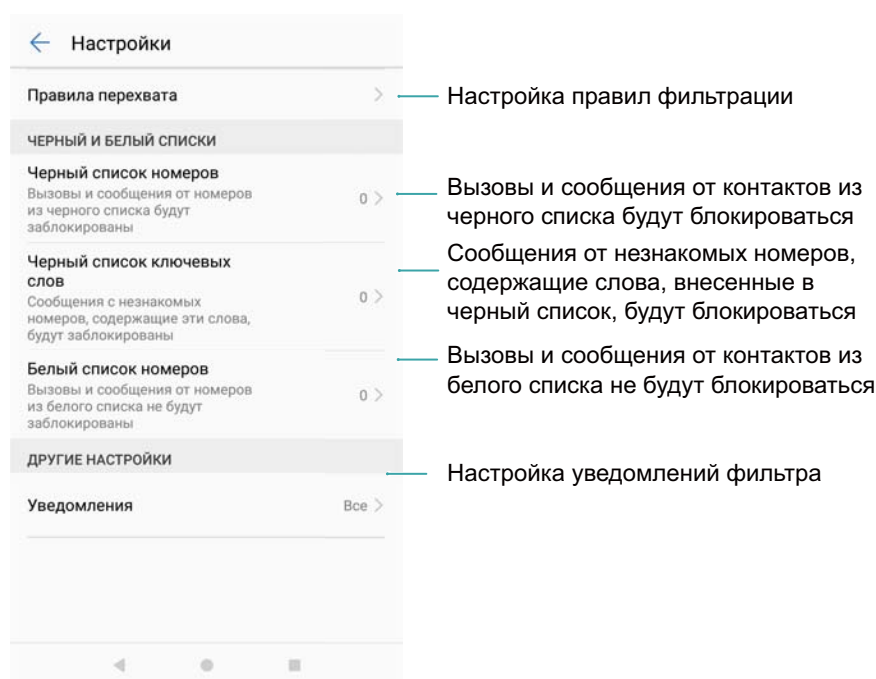 Настройки
Правила перехвата
Настройка правил фильтрации
ЧЕРНЫЙ И БЕЛЫЙ СПИСКИ
Черный список номеров
Вызовы и сообщения от номеров
из черного списка будут
заблокированы
0
Вызовы и сообщения от контактов из
черного списка будут блокироваться
Черный список ключевых
слов
Сообщения с незнакомых
номеров, содержащие эти слова,
будут заблокированы
0
Сообщения от незнакомых номеров,
содержащие слова, внесенные в
черный список, будут блокироваться
Белый список номеров
Вызовы и сообщения от номеров
из белого списка не будут
заблокированы
0
Вызовы и сообщения от контактов из
белого списка не будут блокироваться
ДРУГИЕ НАСТРОЙКИ
Настройка уведомлений фильтра
Уведомления
Все